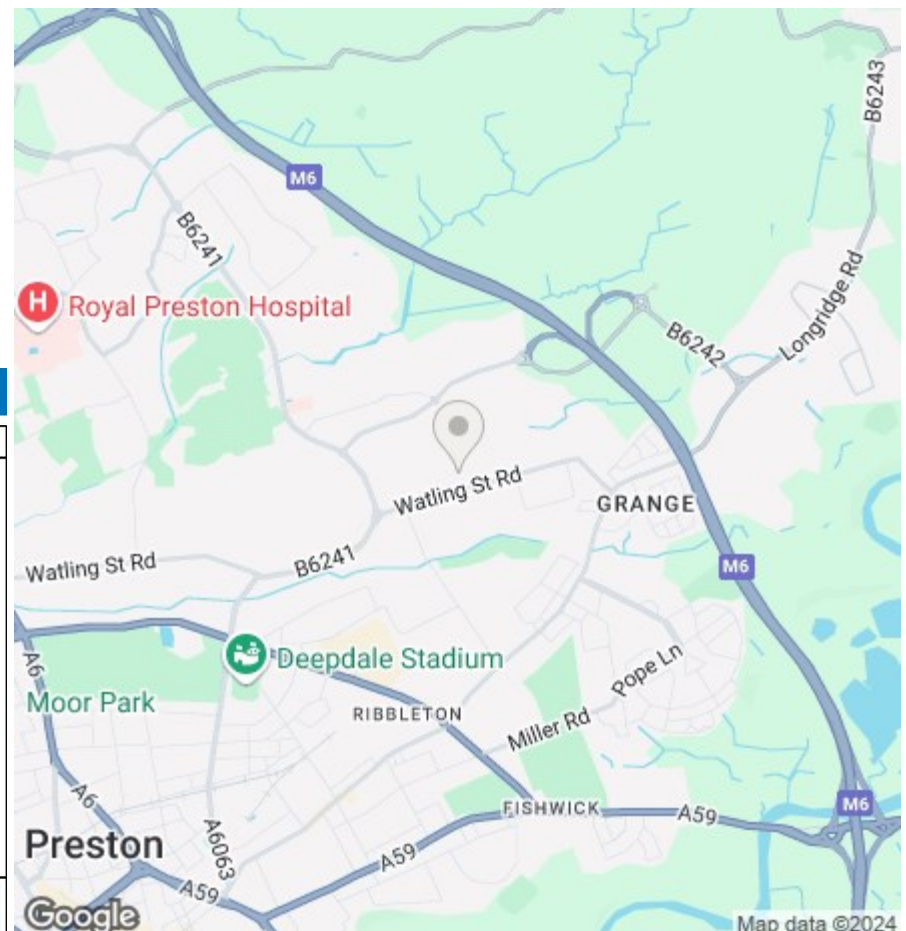 B6243
M6
B6241
H
Royal Preston Hospital
Longridge Rd
B6242
Watling St Rd
GRANGE
Watling St Rd
B6241
M6
Deepdale Stadium
A6
Moor Park
Pope Ln
RIBBLETON
Miller Rd
A6
FISHWICK
A59
M6
Preston
A6063
A59
A59
Google
Map data ©2024